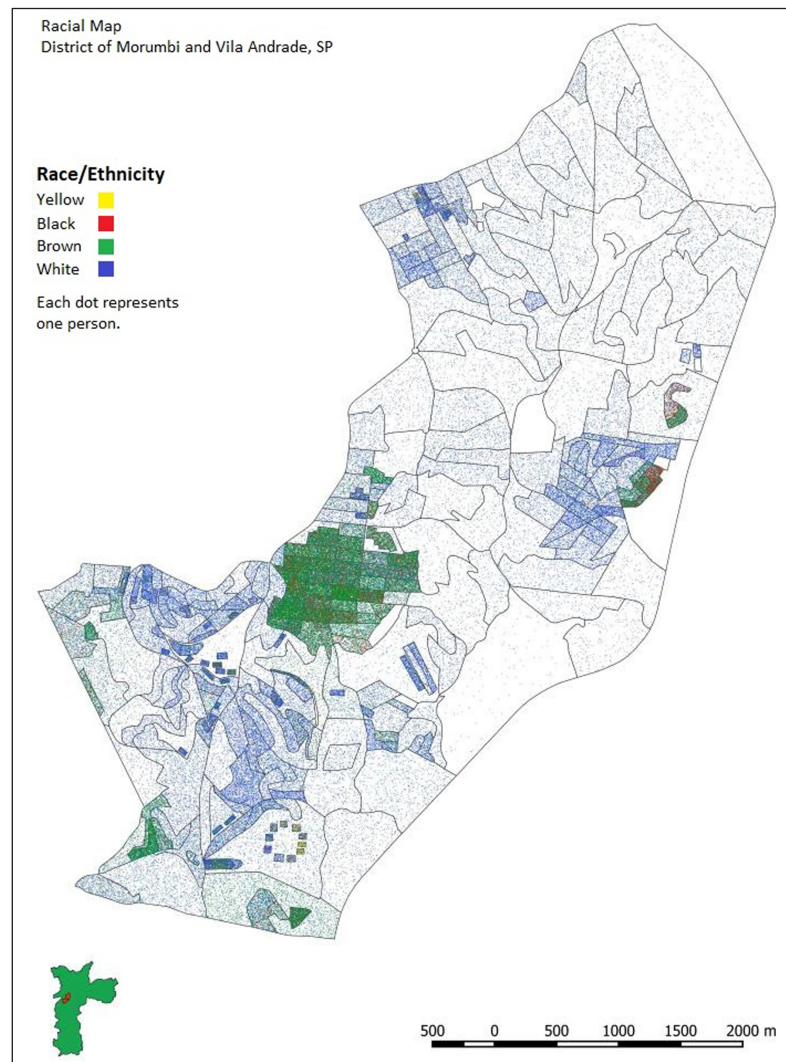 Racial Map
District of Morumbi and Vila Andrade, SP
Race/Ethnicity
Yellow
Black
Brown
White
Each dot represents
one person.
500 0 500 1000 1500 2000 m